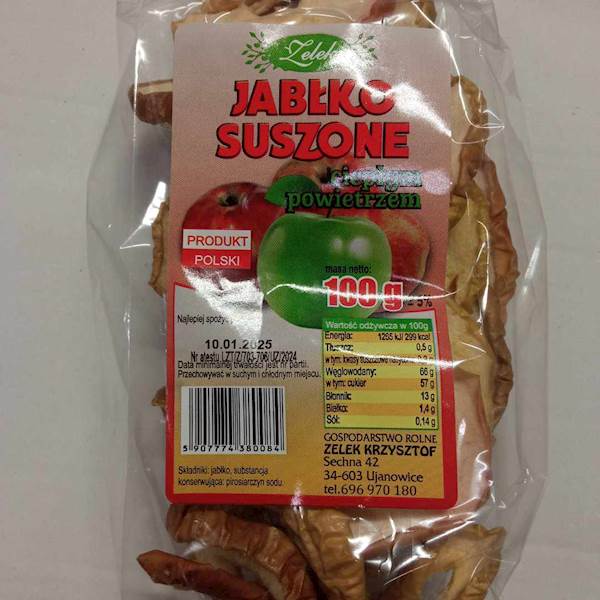 Zelek
JABŁKO
SUSZONE
ciepłym
powietrzem
PRODUKT
POLSKI
masa netto:
100 g ± 5%
Najlepiej
10.01.2025
Nr atestu LZT/Z/703-706/UZ/2024
Data minimalnej trwałości jest nr partii.
Przechowywać w suchym i chłodnym miejscu.
5 907774 380084
Składniki: jabłko, substancja
konserwująca: pirosiarczyn sodu.
Wartość odżywcza w 100g
Energia: 1265 kJ/ 299 kcal
Tłuszcz: 0,5 g
w tym: kwasy tłuszczowe
Węglowodany: 66 g
w tym: cukier 57 g
Błonnik: 13 g
Białko: 1,4 g
Sól: 0,14 g
GOSPODARSTWO ROLNE
ZELEK KRZYSZTOF
Sechna 42
34-603 Ujanowice
tel.696 970 180